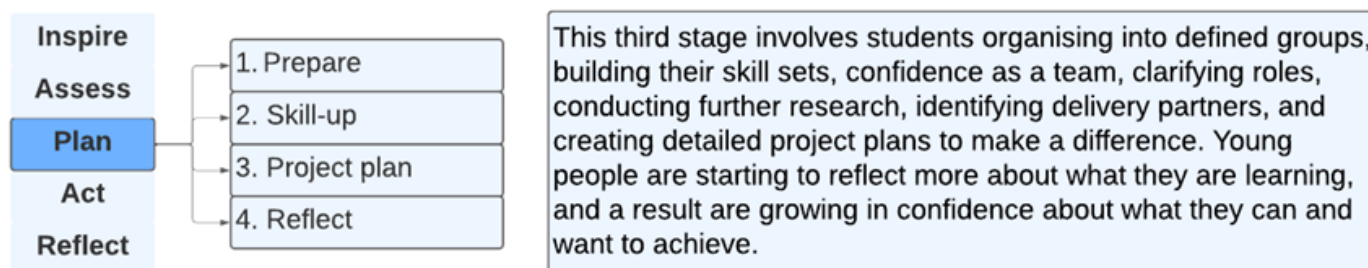 Inspire
Assess
Plan
Act
Reflect
1. Prepare
2. Skill-up
3. Project plan
4. Reflect
This third stage involves students organising into defined groups,
building their skill sets, confidence as a team, clarifying roles,
conducting further research, identifying delivery partners, and
creating detailed project plans to make a difference. Young
people are starting to reflect more about what they are learning,
and a result are growing in confidence about what they can and
want to achieve.